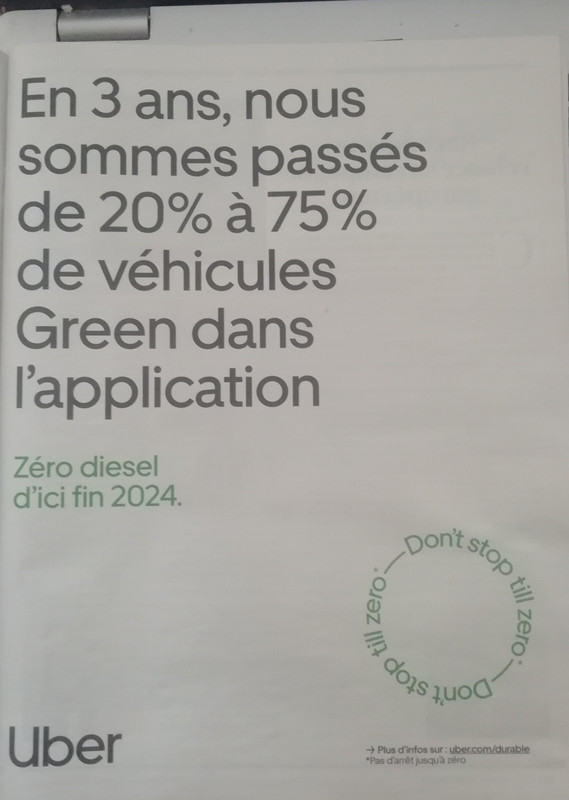 En 3 ans, nous
sommes passés
de 20% à 75%
de véhicules
Green dans
l'application
Zéro diesel
d'ici fin 2024.
Don't stop till zero* — Don't stop till zero* —
Uber
→ Plus d'infos sur : uber.com/durable
*Pas d'arrêt jusqu'à zéro